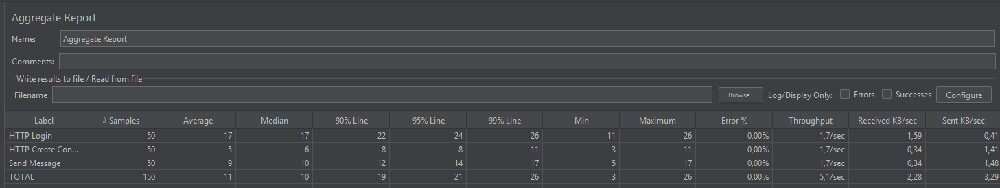 Aggregate Report
Name: Aggregate Report
Comments:
Write results to file / Read from file
Filename Browse... Log/Display Only: Errors Successes Configure
Label # Samples Average Median 90% Line 95% Line 99% Line Min Maximum Error % Throughput Received KB/sec Sent KB/sec
HTTP Login 50 17 17 22 24 26 11 26 0,00% 1,7/sec 1,59 0,41
HTTP Create Con... 50 5 6 8 8 11 3 11 0,00% 1,7/sec 0,34 1,41
Send Message 50 9 10 12 14 17 5 17 0,00% 1,7/sec 0,34 1,48
TOTAL 150 11 10 19 21 26 3 26 0,00% 5,1/sec 2,28 3,29